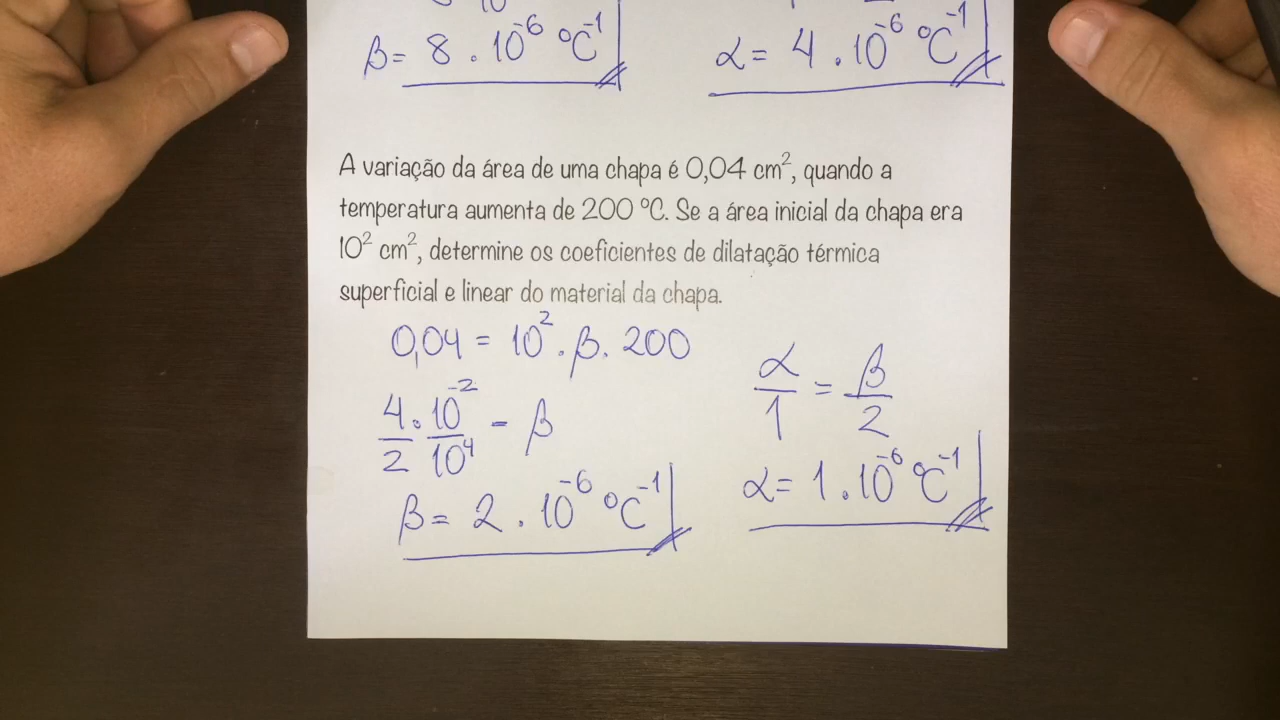 10
β = 8 . 10⁻⁶ °C⁻¹
α = 4 . 10⁻⁶ °C⁻¹
A variação da área de uma chapa é 0,04 cm², quando a
temperatura aumenta de 200 °C. Se a área inicial da chapa era
10² cm², determine os coeficientes de dilatação térmica
superficial e linear do material da chapa.
0,04 = 10² . β . 200
4 . 10⁻² / 2 10⁴ = β
β = 2 . 10⁻⁶ °C⁻¹
α/1 = β/2
α = 1 . 10⁻⁶ °C⁻¹